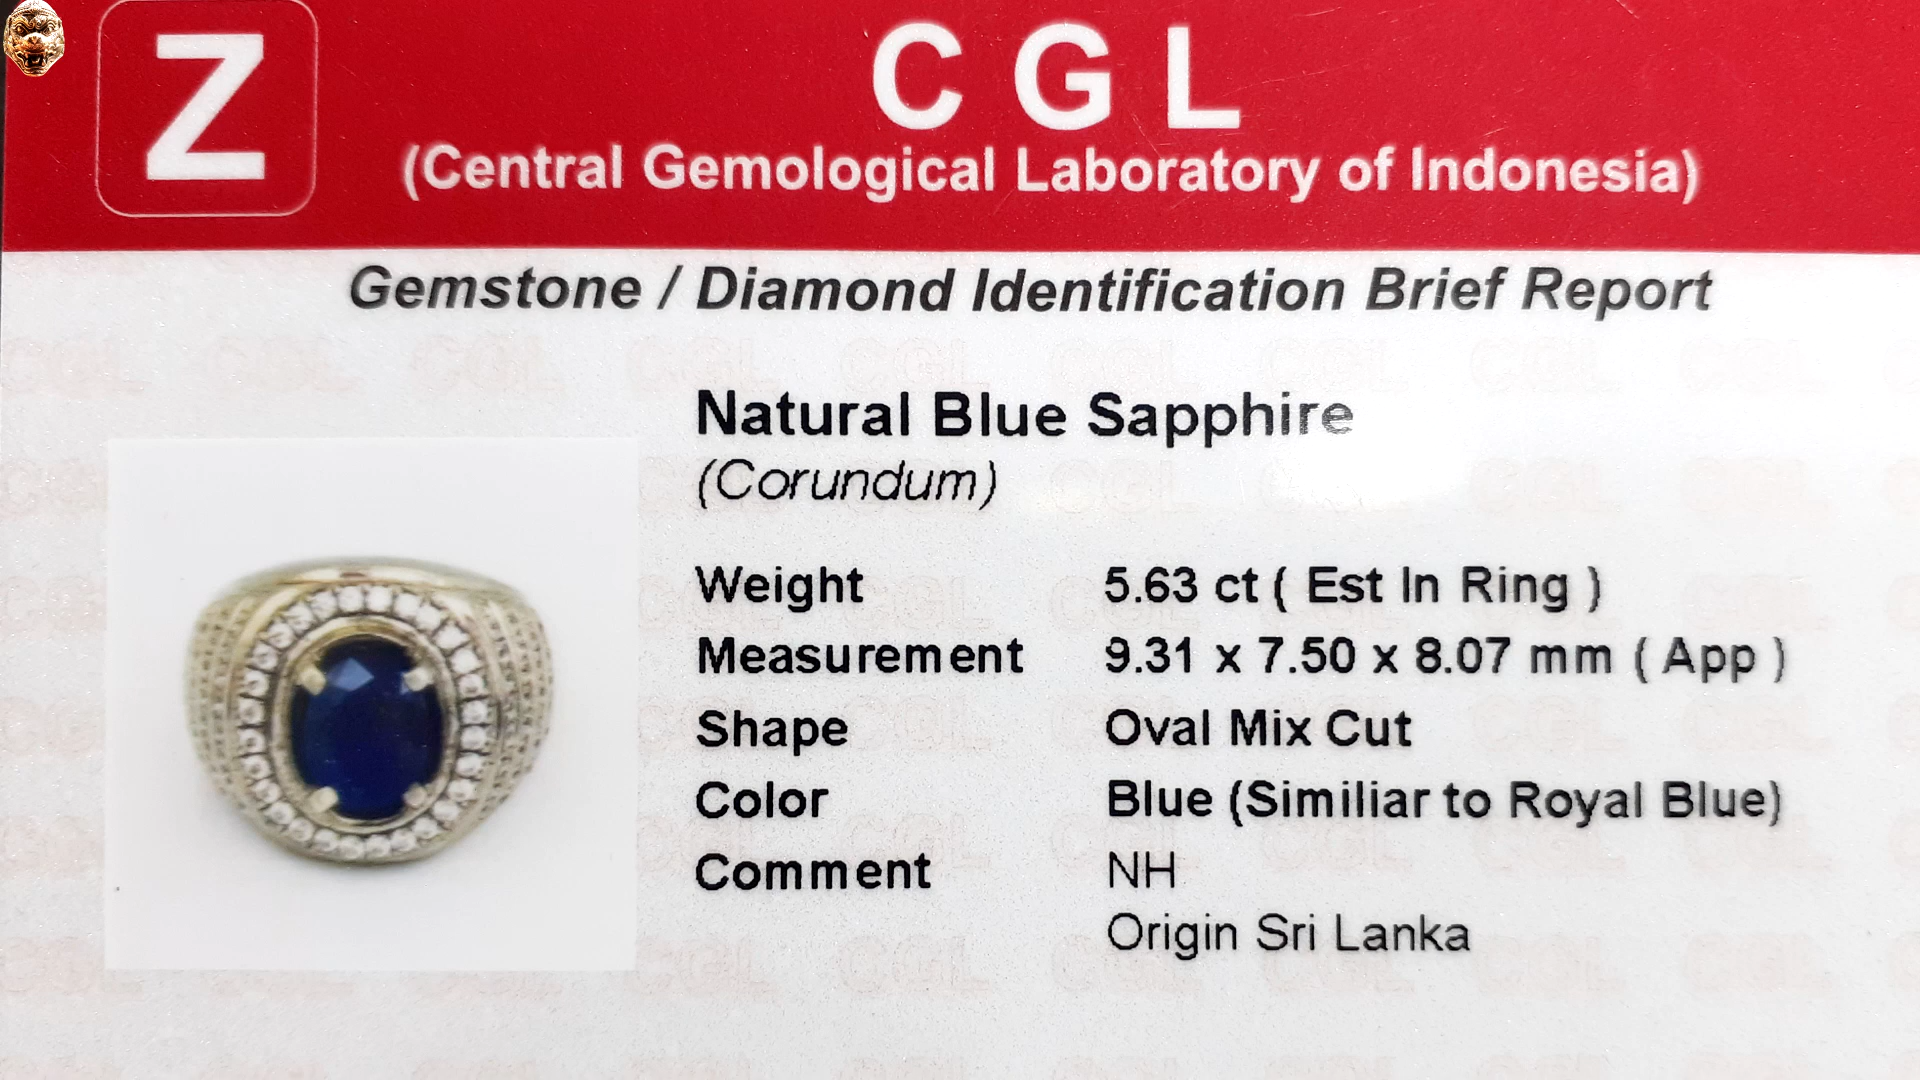 Z
C G L
(Central Gemological Laboratory of Indonesia)
Gemstone / Diamond Identification Brief Report
Natural Blue Sapphire
(Corundum)
Weight 5.63 ct ( Est In Ring )
Measurement 9.31 x 7.50 x 8.07 mm ( App )
Shape Oval Mix Cut
Color Blue (Similiar to Royal Blue)
Comment NH
Origin Sri Lanka